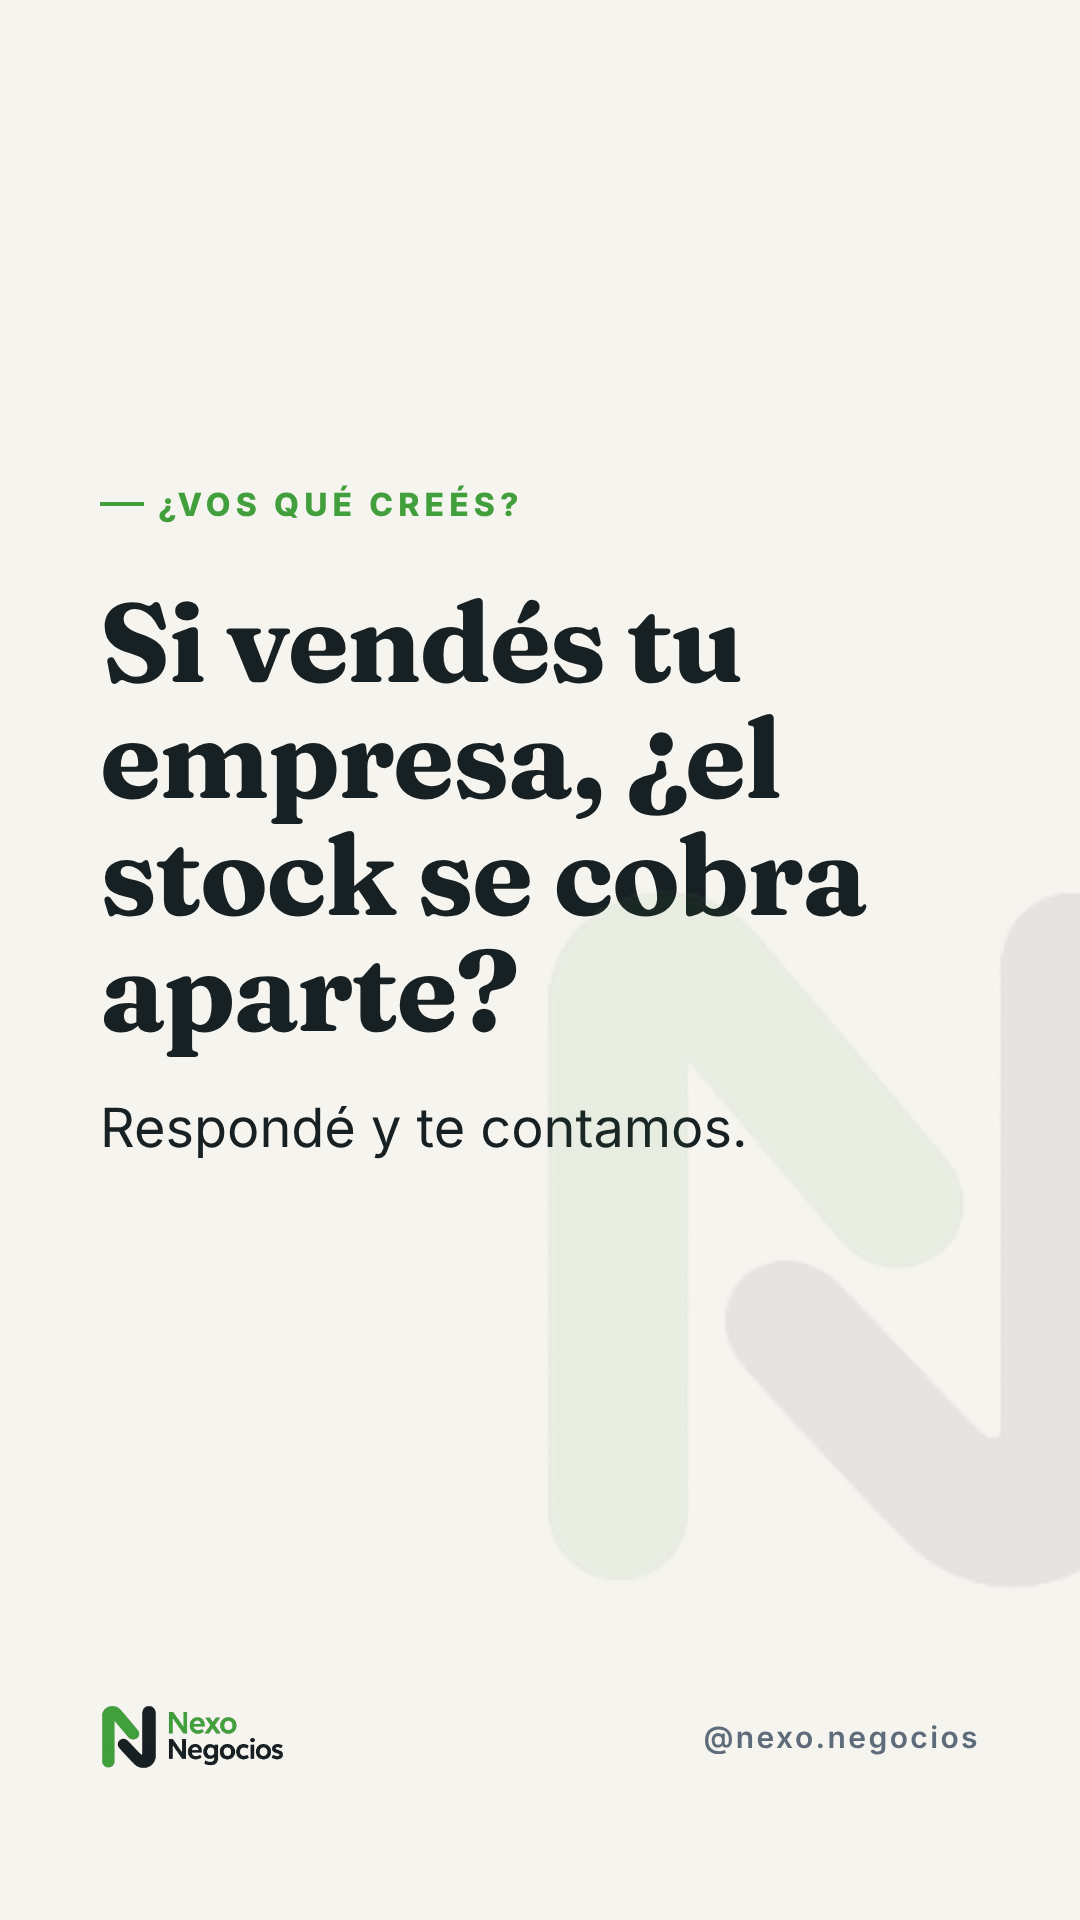 ¿VOS QUÉ CREÉS?
Si vendés tu
empresa, ¿el
stock se cobra
aparte?
Respondé y te contamos.
Nexo
Negocios
@nexo.negocios